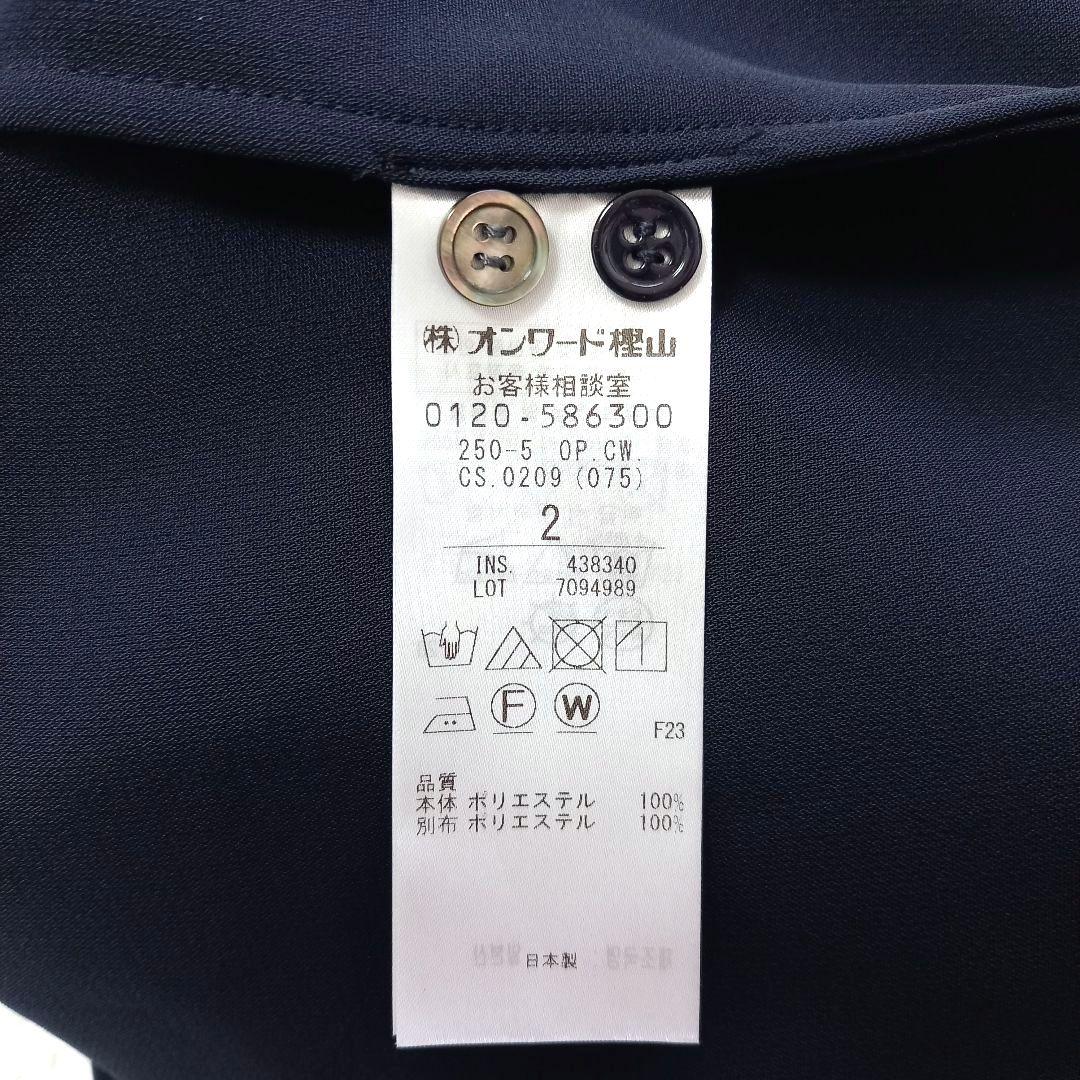 ㈱オンワード樫山
お客様相談室
0120-586300
250-5 OP.CW.
CS.0209(075)
2
INS. 438340
LOT 7094989
F W
F23
品質
本体 ポリエステル 100%
別布 ポリエステル 100%
日本製